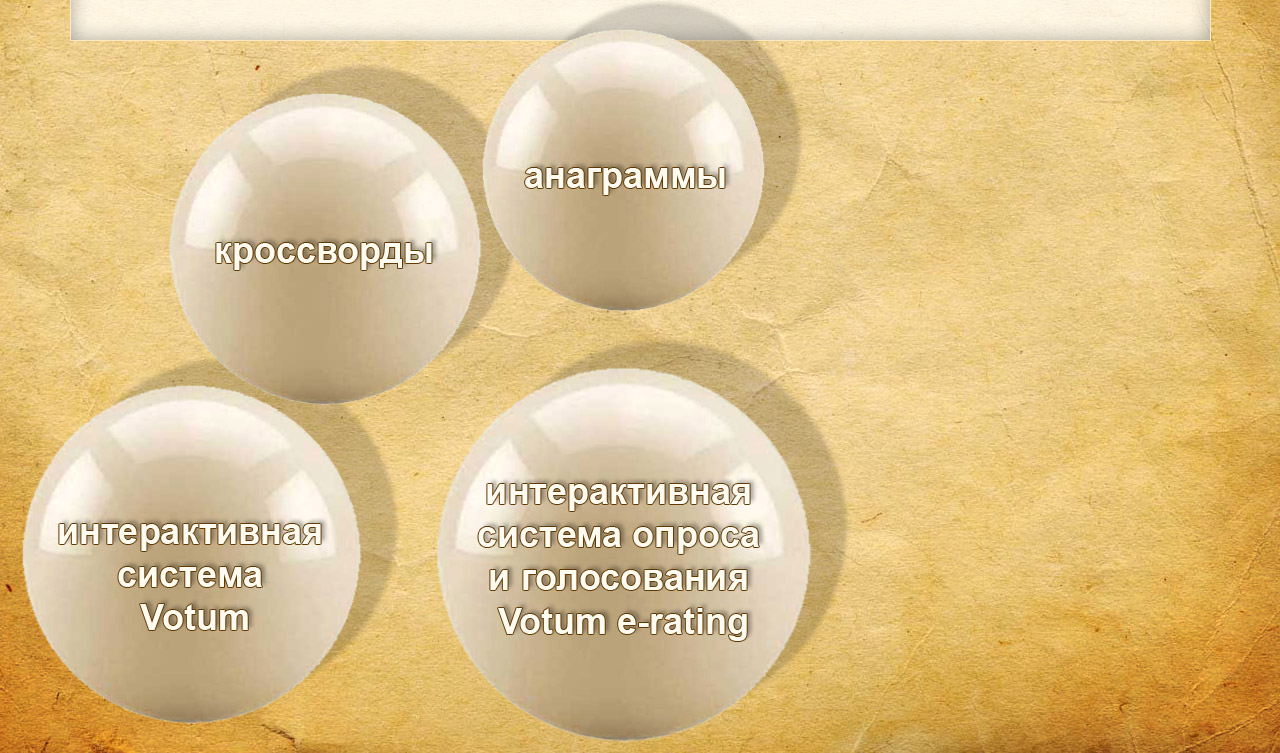 анаграммы
кроссворды
интерактивная
система опроса
и голосования
Votum e-rating
интерактивная
система
Votum